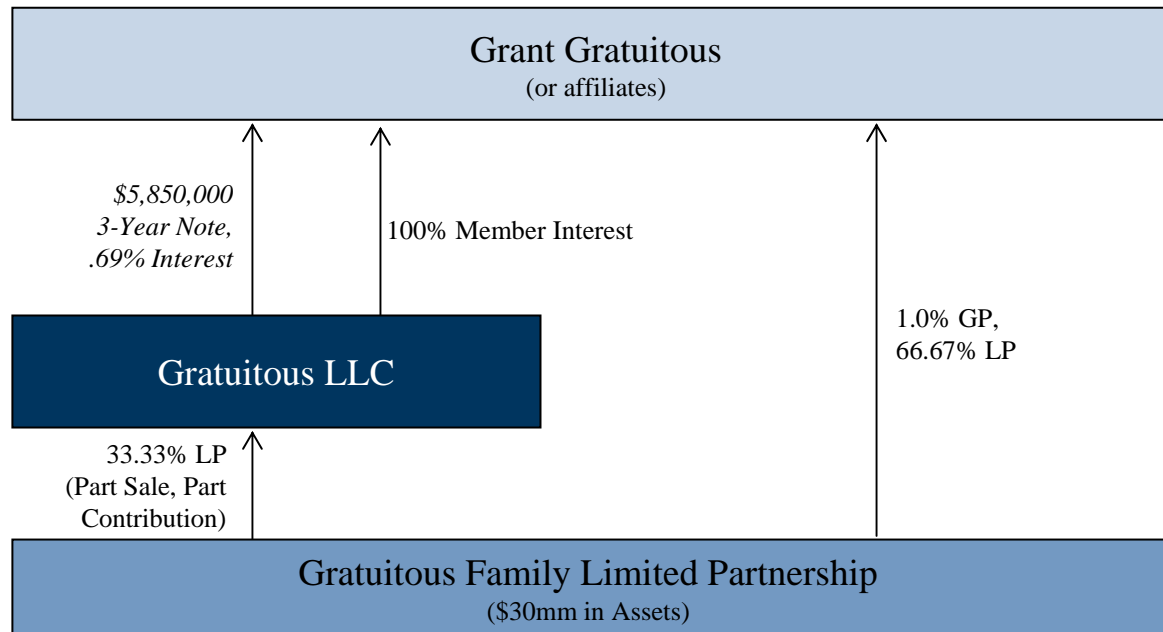 Grant Gratuitous
(or affiliates)
$5,850,000
3-Year Note,
.69% Interest
100% Member Interest
1.0% GP,
66.67% LP
Gratuitous LLC
33.33% LP
(Part Sale, Part
Contribution)
Gratuitous Family Limited Partnership
($30mm in Assets)